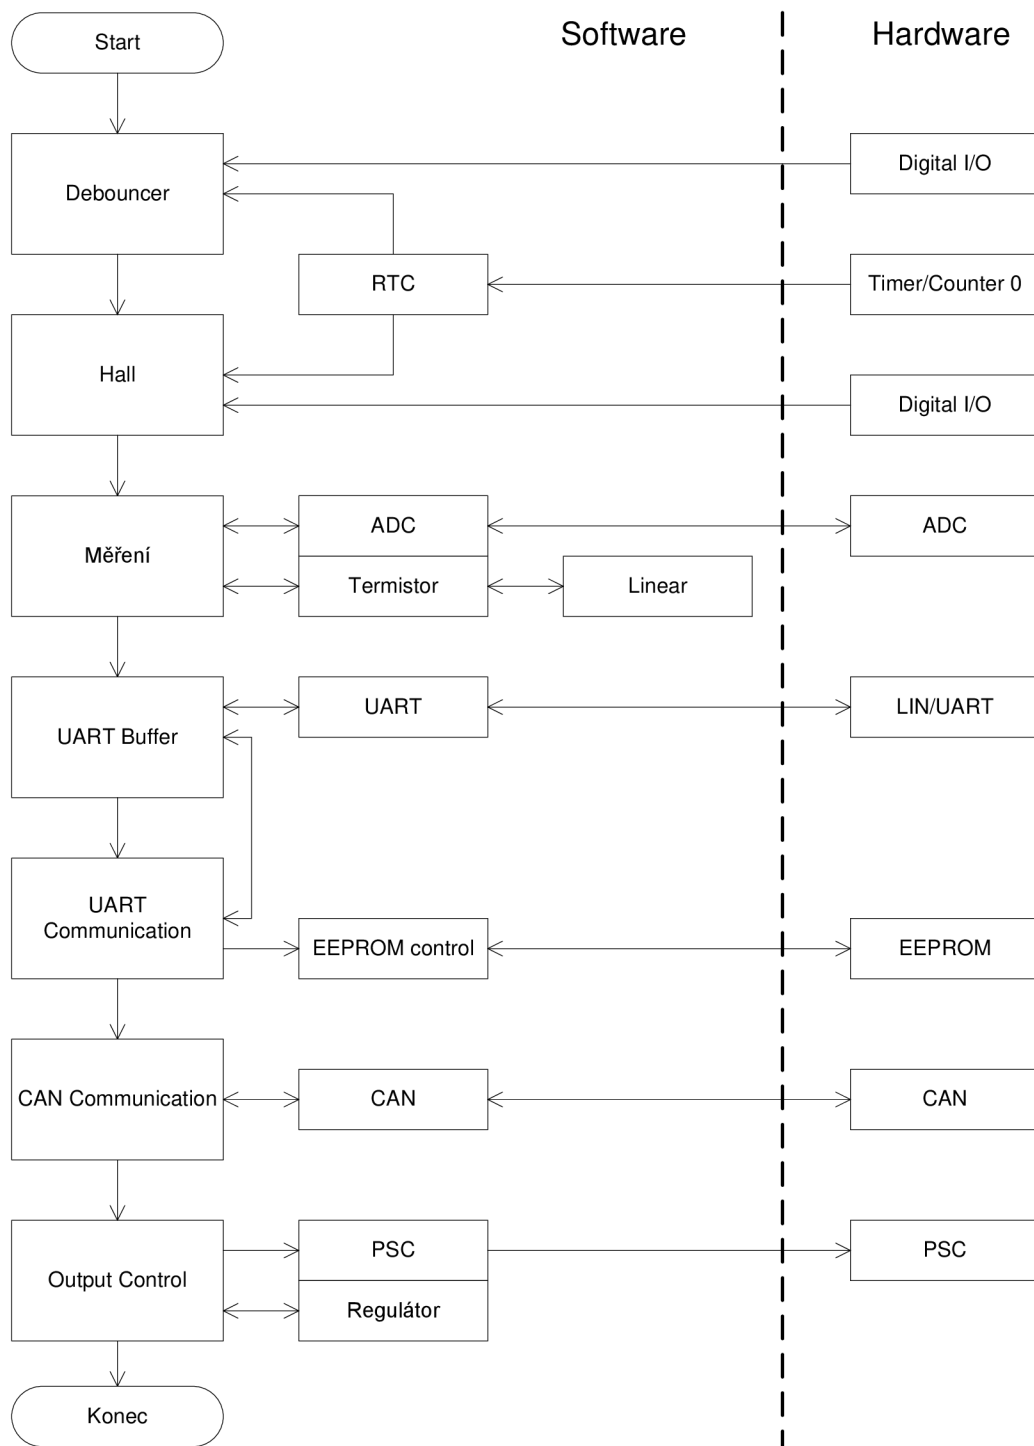 Software
Hardware
Start
Debouncer
Digital I/O
RTC
Timer/Counter 0
Hall
Digital I/O
Měření
ADC
ADC
Termistor
Linear
UART Buffer
UART
LIN/UART
UART
Communication
EEPROM control
EEPROM
CAN Communication
CAN
CAN
Output Control
PSC
PSC
Regulátor
Konec